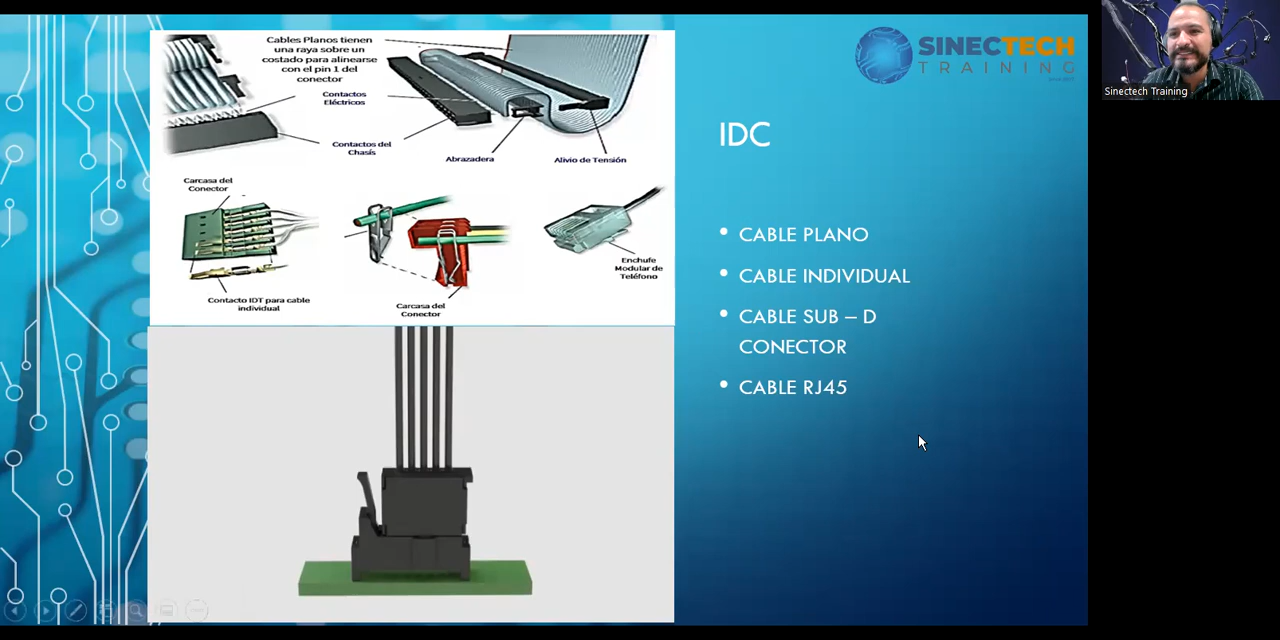 Cables Planos tienen
una raya sobre un
costado para alinearse
con el pin 1 del
conector
Contactos
Eléctricos
Contactos del
Chasís
Abrazadera
Alivio de Tensión
Carcasa del
Conector
Contacto IDT para cable
individual
Carcasa del
Conector
Enchufe
Modular de
Teléfono
SINECTECH
TRAINING
IDC
• CABLE PLANO
• CABLE INDIVIDUAL
• CABLE SUB – D
CONECTOR
• CABLE RJ45
Sinectech Training